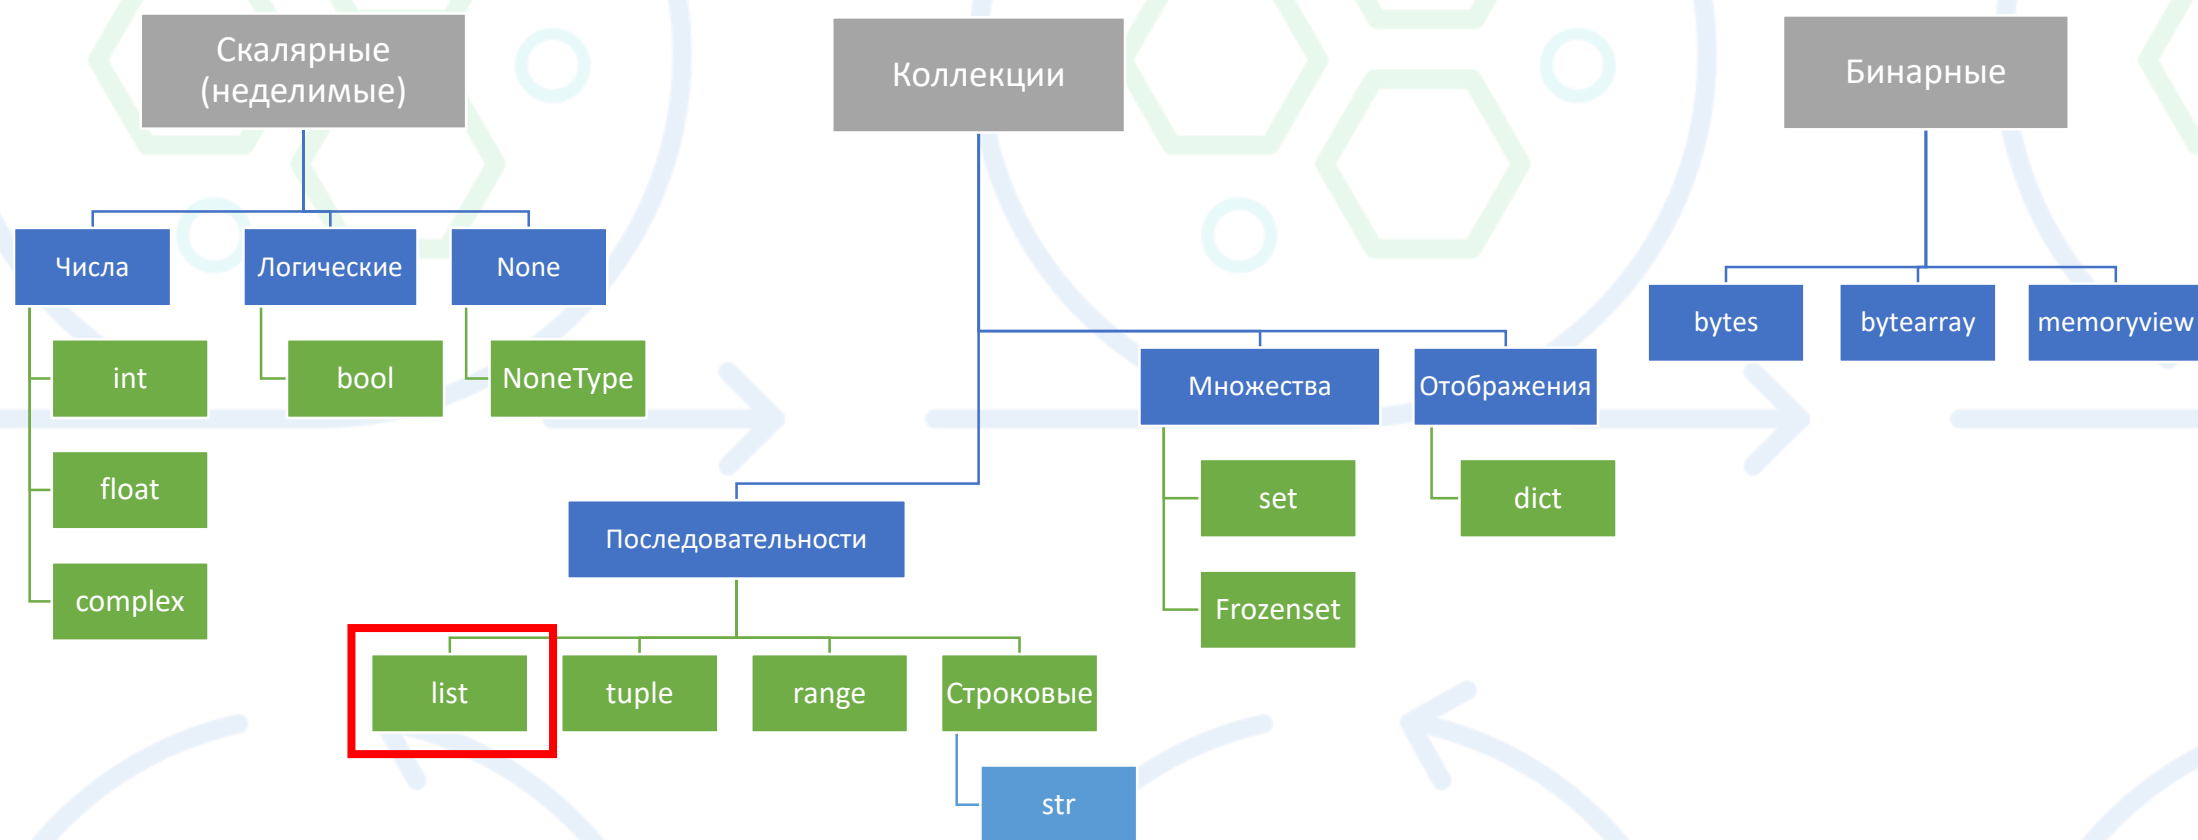 Скалярные
(неделимые)
Коллекции
Бинарные
Числа
Логические
None
bytes
bytearray
memoryview
int
bool
NoneType
Множества
Отображения
float
set
dict
Последовательности
complex
Frozenset
list
tuple
range
Строковые
str